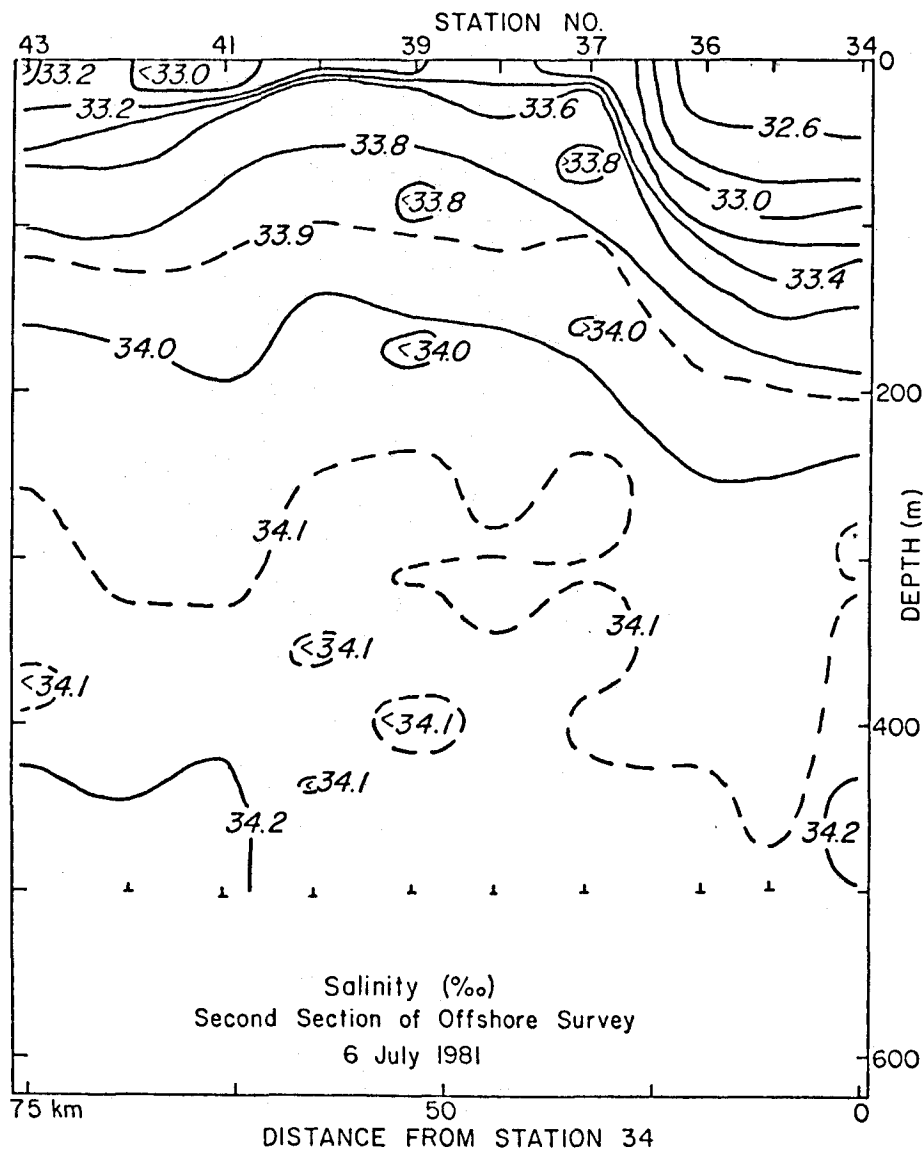 STATION NO.
43 41 39 37 36 34
>33.2 <33.0
0
33.2 33.6 32.6
33.8 >33.8
<33.8 33.0
33.9
33.4
34.0 <34.0 >34.0
200
34.1
DEPTH (m)
34.1
<34.1
<34.1
<34.1
400
<34.1
34.2 34.2
Salinity (‰)
Second Section of Offshore Survey
6 July 1981
600
75 km 50 0
DISTANCE FROM STATION 34